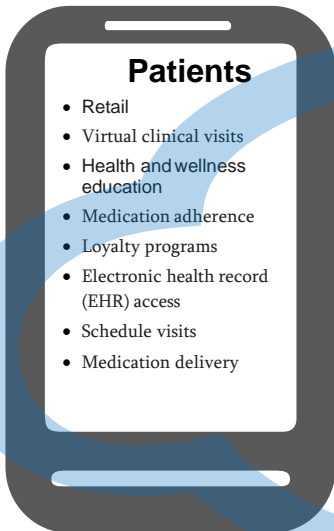 Patients
• Retail
• Virtual clinical visits
• Health and wellness
education
• Medication adherence
• Loyalty programs
• Electronic health record
(EHR) access
• Schedule visits
• Medication delivery